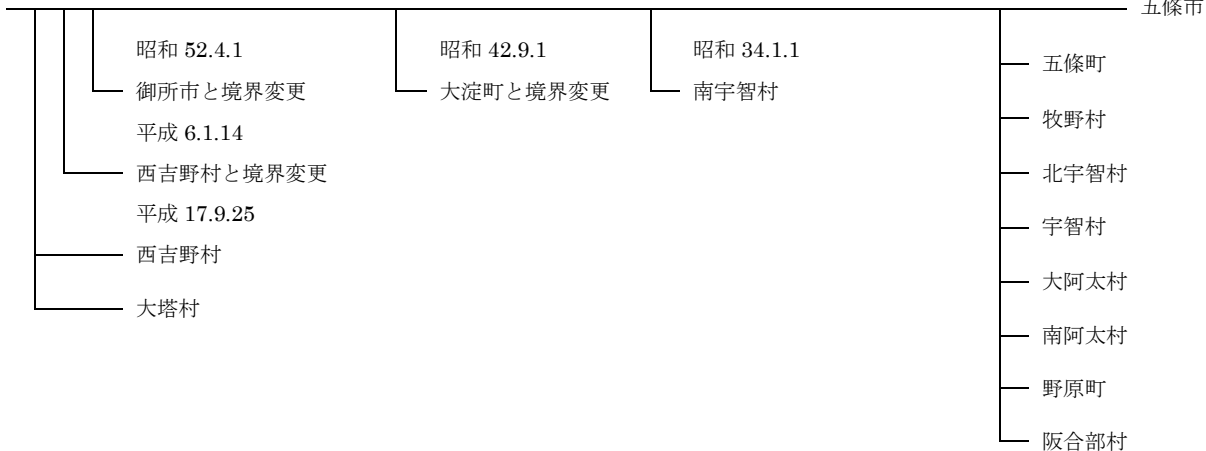 五條市
昭和 52.4.1
御所市と境界変更
平成 6.1.14
西吉野村と境界変更
平成 17.9.25
西吉野村
大塔村
昭和 42.9.1
大淀町と境界変更
昭和 34.1.1
南宇智村
五條町
牧野村
北宇智村
宇智村
大阿太村
南阿太村
野原町
阪合部村